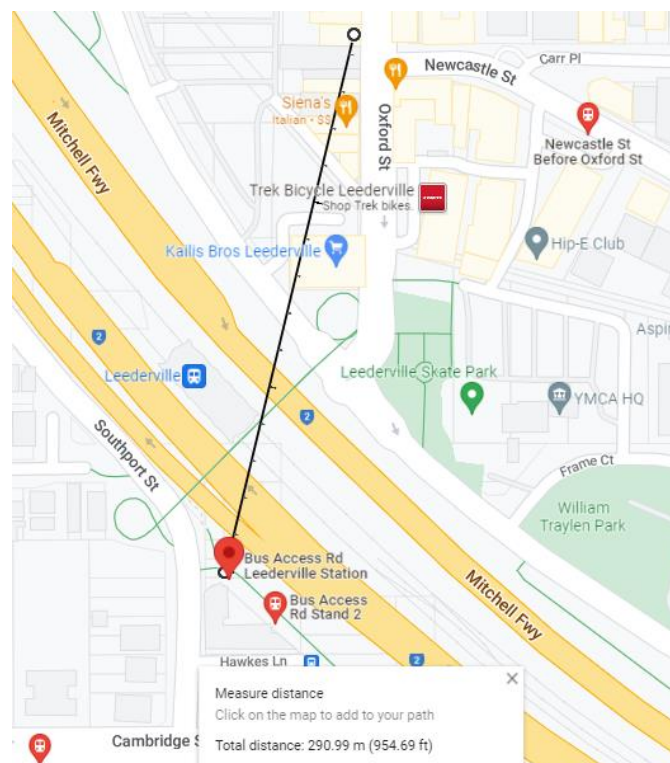 Carr Pl
Newcastle St
Siena's
Italian • $$
Oxford St
Mitchell Fwy
Newcastle St
Before Oxford St
Trek Bicycle Leederville
Shop Trek bikes.
Kailis Bros Leederville
Hip-E Club
2
Aspir
Leederville
Leederville Skate Park
YMCA HQ
2
Southport St
Frame Ct
William
Traylen Park
Bus Access Rd
Leederville Station
Bus Access
Rd Stand 2
Mitchell Fwy
Hawkes Ln
2
Cambridge S
Measure distance
Click on the map to add to your path
Total distance: 290.99 m (954.69 ft)